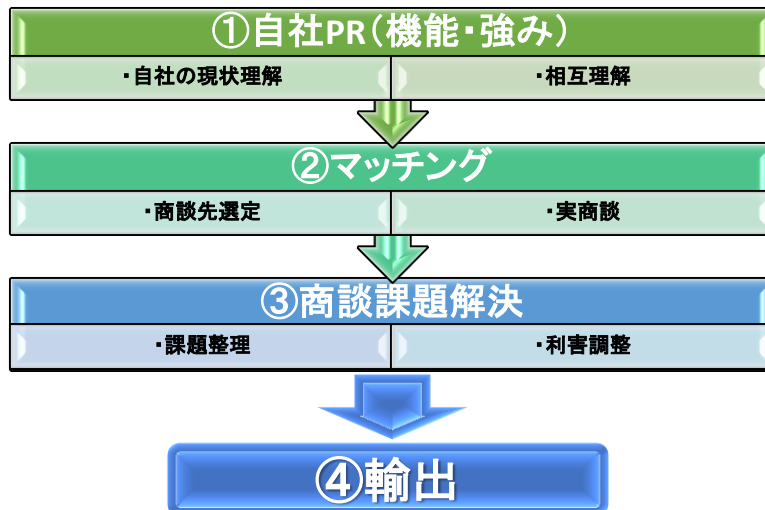 ①自社PR（機能・強み）
・自社の現状理解
・相互理解
②マッチング
・商談先選定
・実商談
③商談課題解決
・課題整理
・利害調整
④輸出